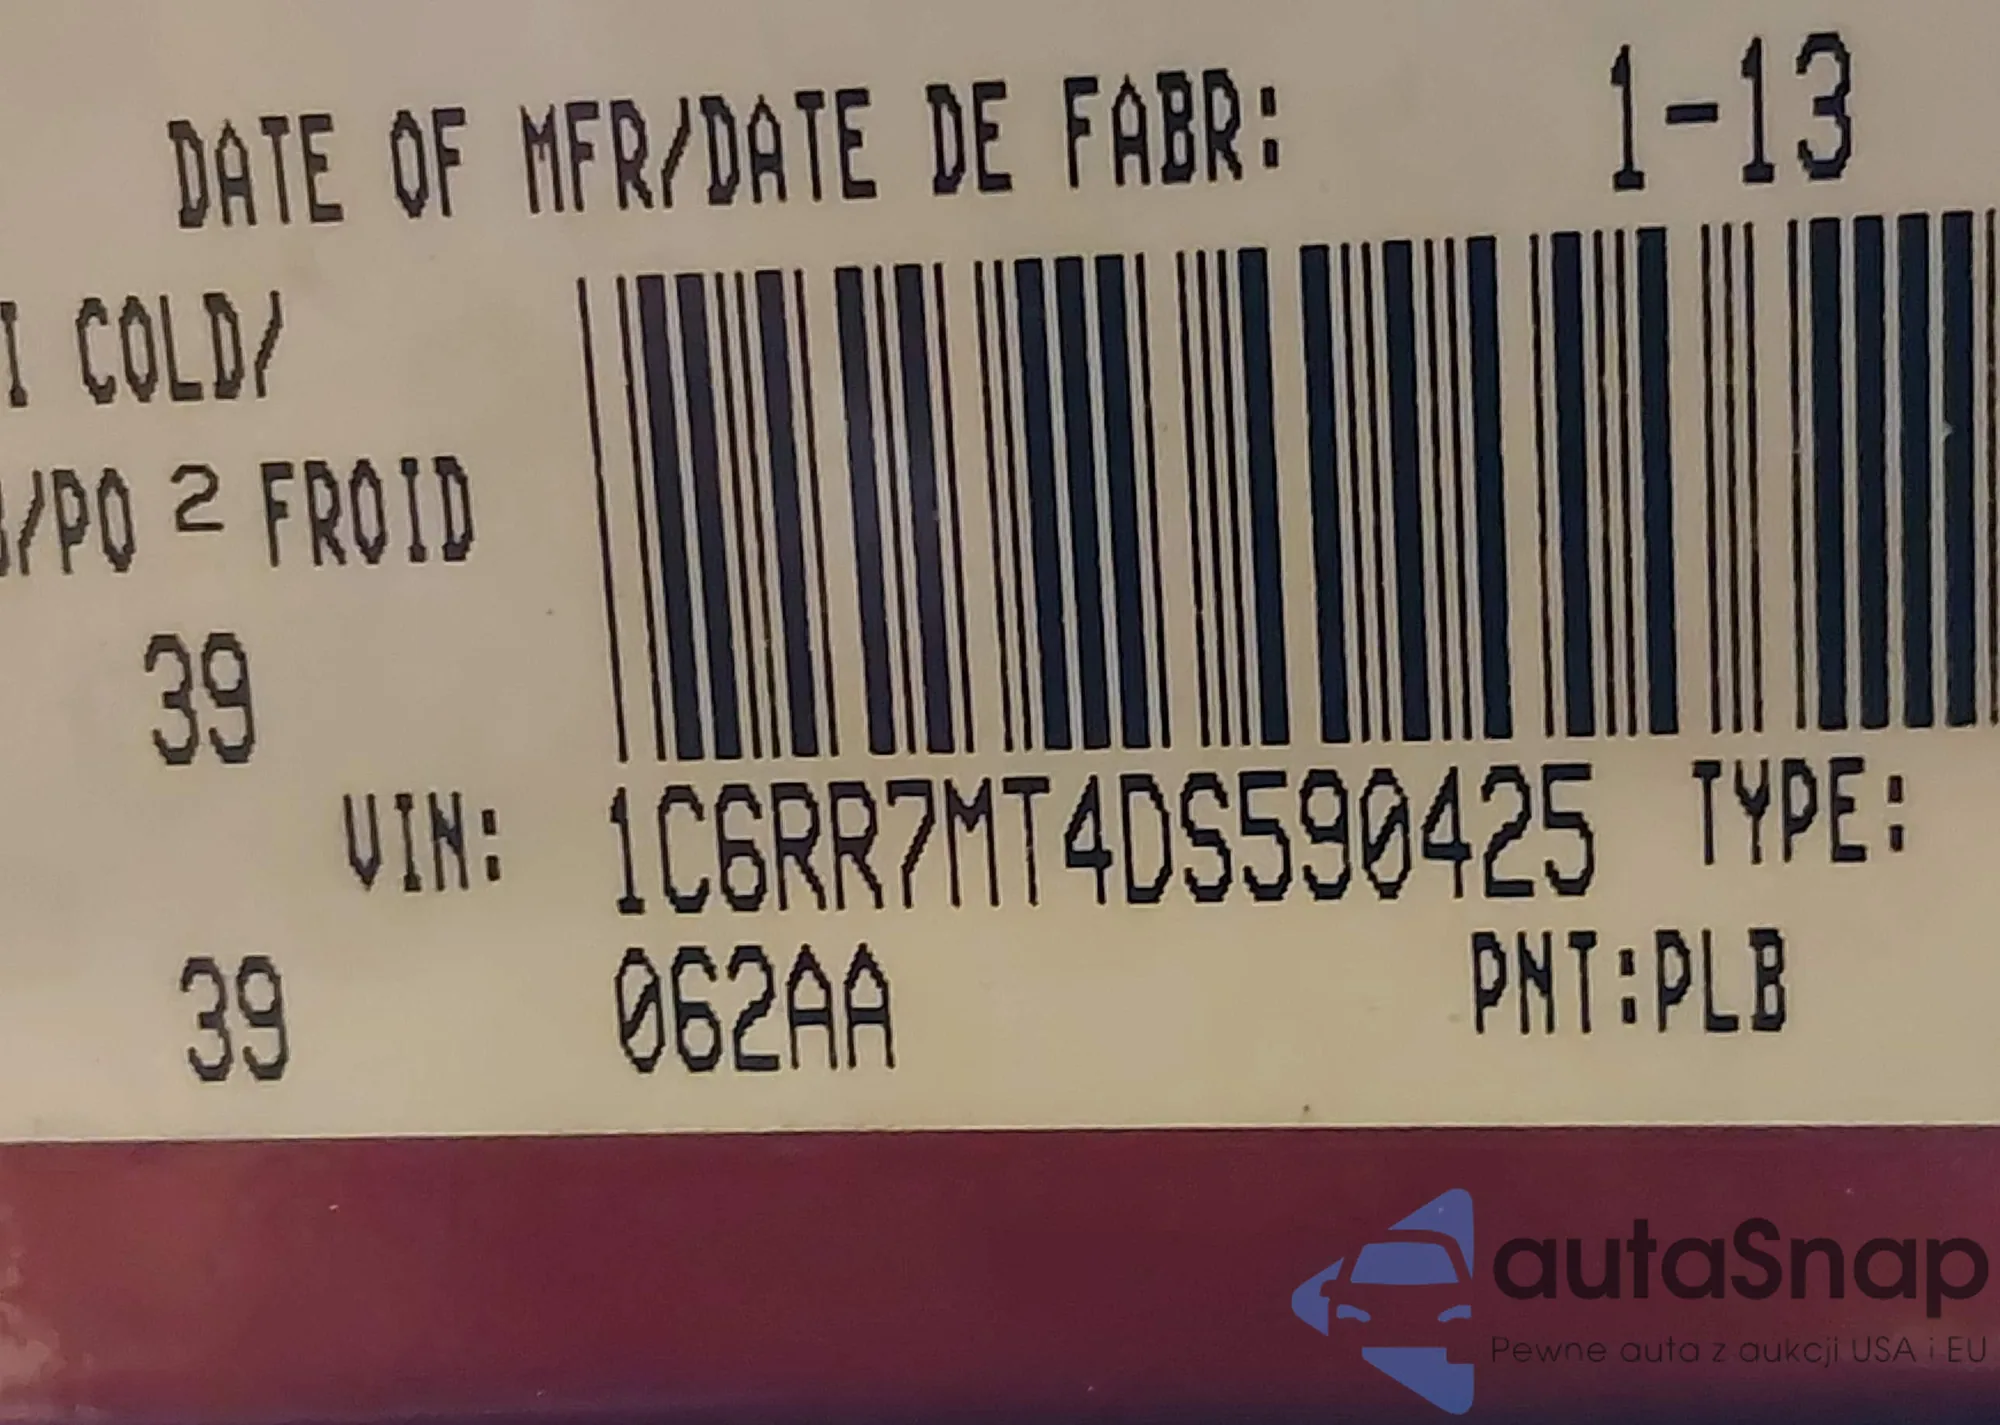 DATE OF MFR/DATE DE FABR: 1-13
I COLD/
/PO 2 FROID
39
VIN: 1C6RR7MT4DS590425 TYPE:
39 062AA PNT:PLB
autaSnap
Pewne auta z aukcji USA i EU